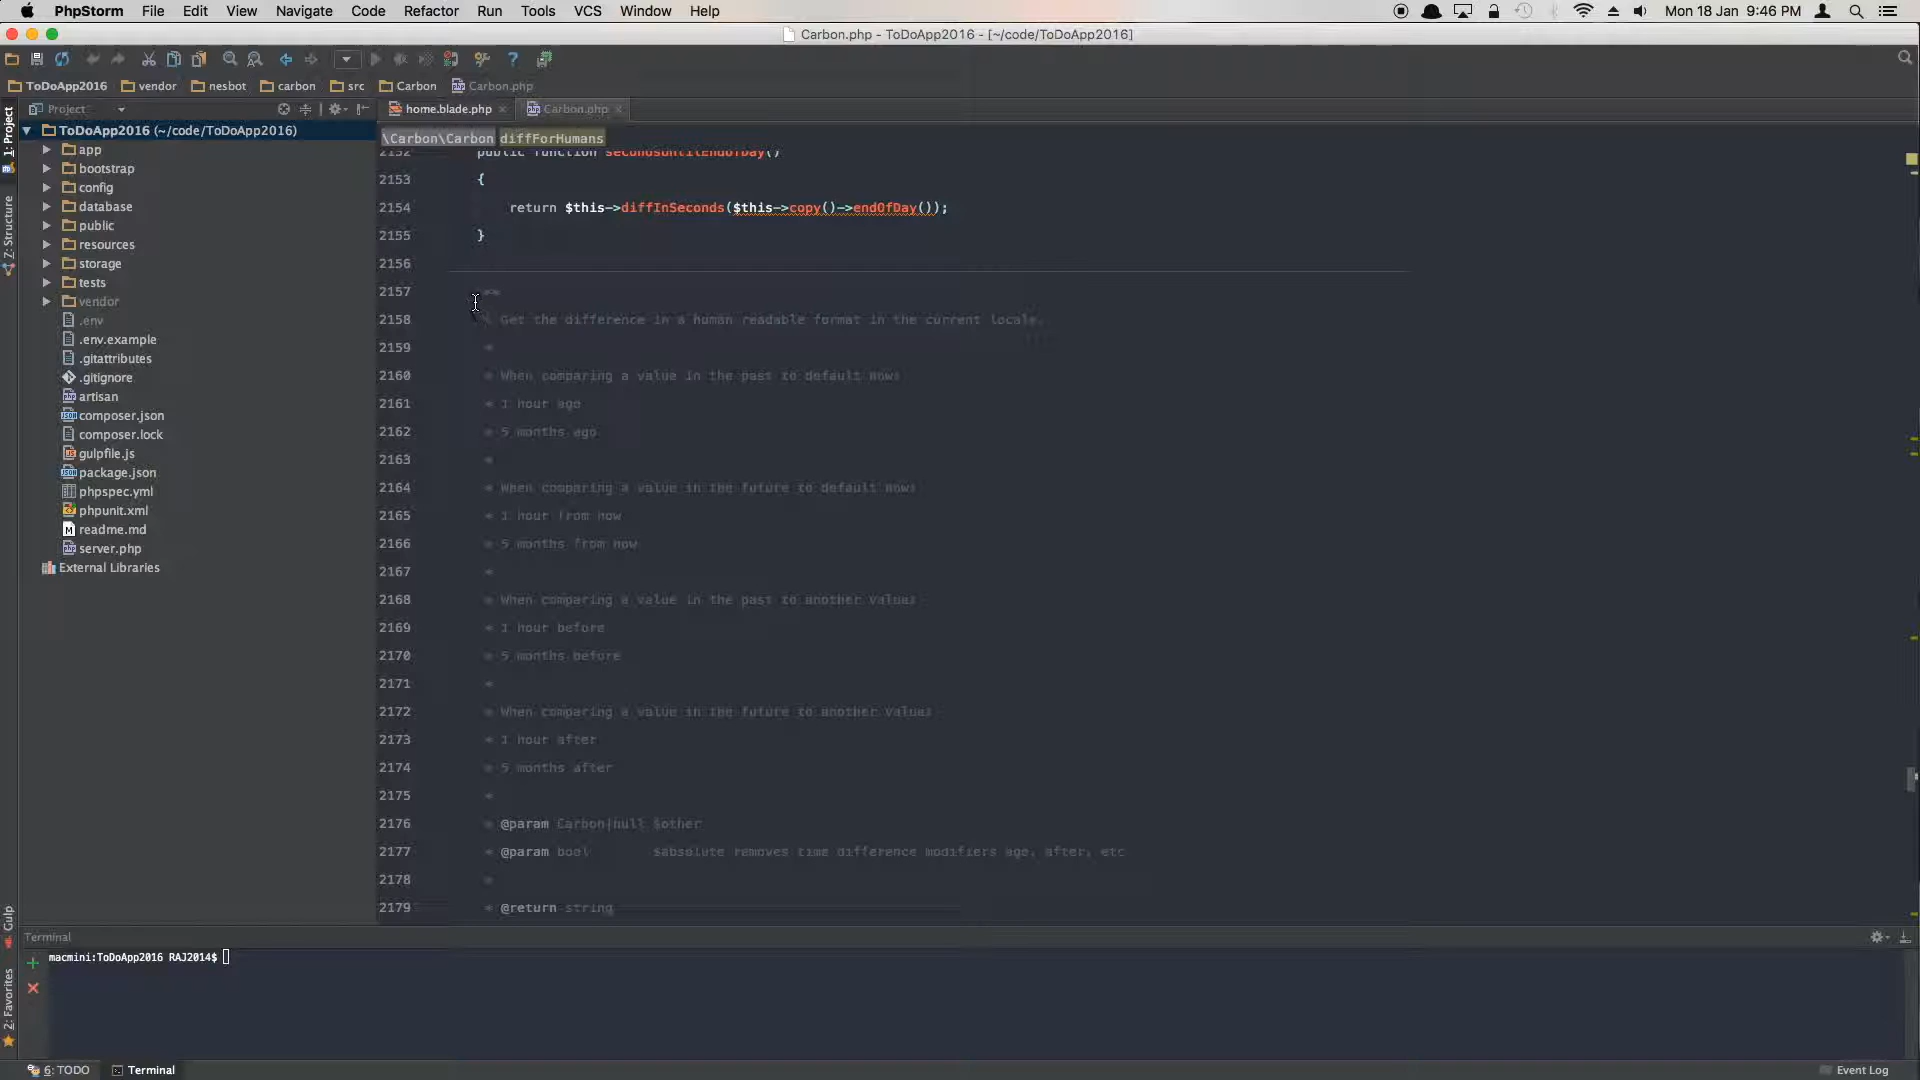 PhpStorm File Edit View Navigate Code Refactor Run Tools VCS Window Help Mon 18 Jan 9:46 PM
Carbon.php - ToDoApp2016 - [~/code/ToDoApp2016]
ToDoApp2016 vendor nesbot carbon src Carbon Carbon.php
Project
home.blade.php
Carbon.php
1: Project
Z: Structure
Gulp
2: Favorites
ToDoApp2016 (~/code/ToDoApp2016)
app
bootstrap
config
database
public
resources
storage
tests
vendor
.env
.env.example
.gitattributes
.gitignore
artisan
composer.json
composer.lock
gulpfile.js
package.json
phpspec.yml
phpunit.xml
readme.md
server.php
External Libraries
\Carbon\Carbon diffForHumans
2152 public function secondsUntilEndOfDay()
2153 {
2154 return $this->diffInSeconds($this->copy()->endOfDay());
2155 }
2156
2157 /**
2158 * Get the difference in a human readable format in the current locale.
2159 *
2160 * When comparing a value in the past to default now:
2161 * 1 hour ago
2162 * 5 months ago
2163 *
2164 * When comparing a value in the future to default now:
2165 * 1 hour from now
2166 * 5 months from now
2167 *
2168 * When comparing a value in the past to another value:
2169 * 1 hour before
2170 * 5 months before
2171 *
2172 * When comparing a value in the future to another value:
2173 * 1 hour after
2174 * 5 months after
2175 *
2176 * @param Carbon|null $other
2177 * @param bool $absolute removes time difference modifiers ago, after, etc
2178 *
2179 * @return string
Terminal
macmini:ToDoApp2016 RAJ2014$
6: TODO Terminal Event Log